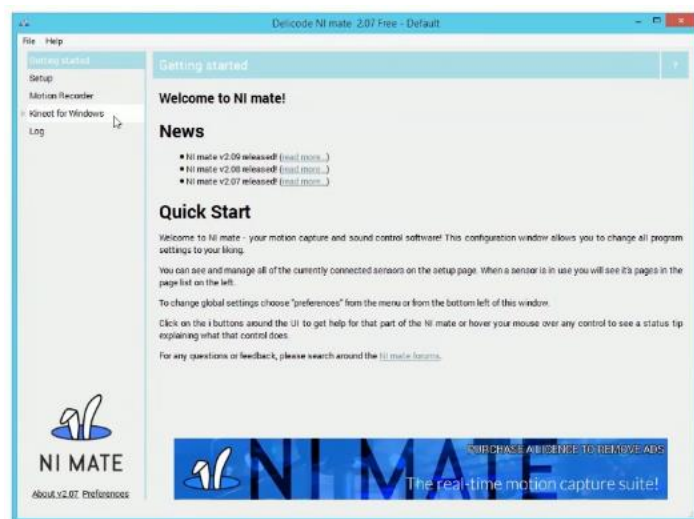 Delicode NI mate 2.07 Free - Default
File Help
Getting started
Setup
Motion Recorder
Kinect for Windows
Log
Getting started
?
Welcome to NI mate!
News
NI mate v2.09 released! (read more...)
NI mate v2.08 released! (read more...)
NI mate v2.07 released! (read more...)
Quick Start
Welcome to NI mate - your motion capture and sound control software! This configuration window allows you to change all program
settings to your liking.
You can see and manage all of the currently connected sensors on the setup page. When a sensor is in use you will see it's pages in the
page list on the left.
To change global settings choose "preferences" from the menu or from the bottom left of this window.
Click on the i buttons around the UI to get help for that part of the NI mate or hover your mouse over any control to see a status tip
explaining what that control does.
For any questions or feedback, please search around the NI mate forums.
NI MATE
About v2.07 Preferences
NI MATE
PURCHASE A LICENCE TO REMOVE ADS
The real-time motion capture suite!